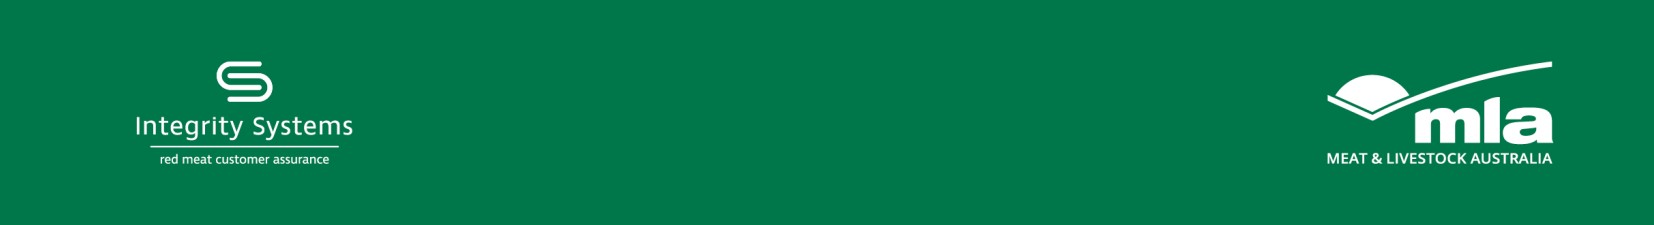 Integrity Systems
red meat customer assurance
mla
MEAT & LIVESTOCK AUSTRALIA